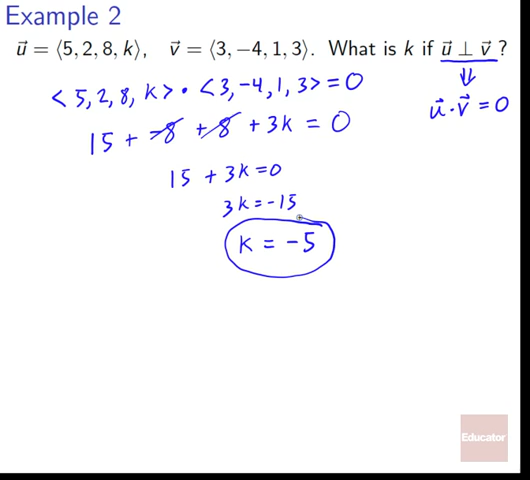 Example 2
u⃗ = ⟨5, 2, 8, k⟩, v⃗ = ⟨3, −4, 1, 3⟩. What is k if u⃗ ⊥ v⃗ ?
⇓
<5, 2, 8, k> • <3, -4, 1, 3> = 0
u⃗ · v⃗ = 0
15 + -8 + 8 + 3k = 0
15 + 3k = 0
3k = -15
k = -5
Educator